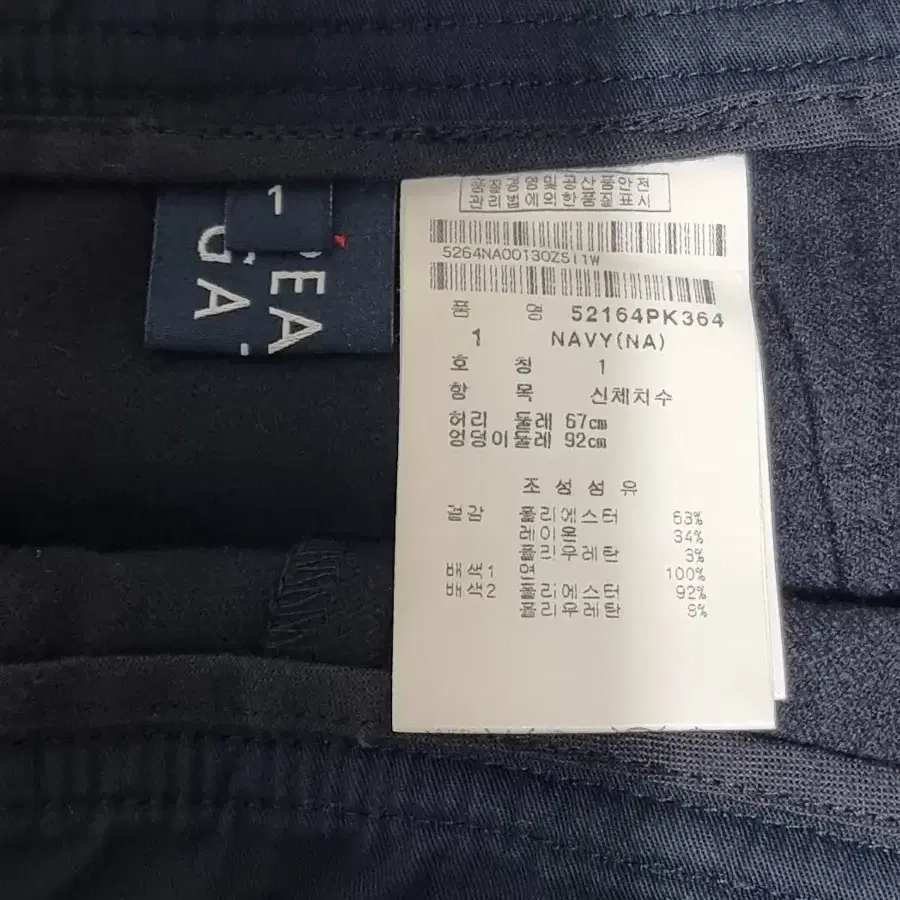 품질경영및공산품안전
관리법에의한품질표시
52164PK364
품 명 52164PK364
1 NAVY(NA)
호 칭 1
항 목 신체치수
허리 둘레 67cm
엉덩이둘레 92cm
조성섬유
겉감 폴리에스터 63%
레이온 34%
폴리우레탄 3%
배색1 면 100%
배색2 폴리에스터 92%
폴리우레탄 8%
1